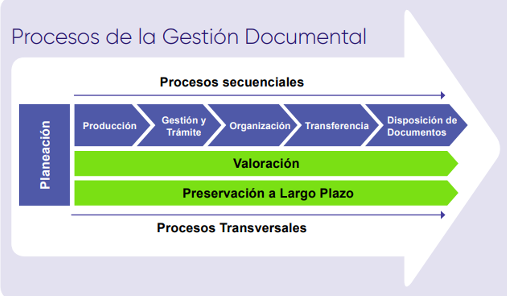 Procesos de la Gestión Documental
Procesos secuenciales
Planeación
Producción
Gestión y
Trámite
Organización
Transferencia
Disposición de
Documentos
Valoración
Preservación a Largo Plazo
Procesos Transversales